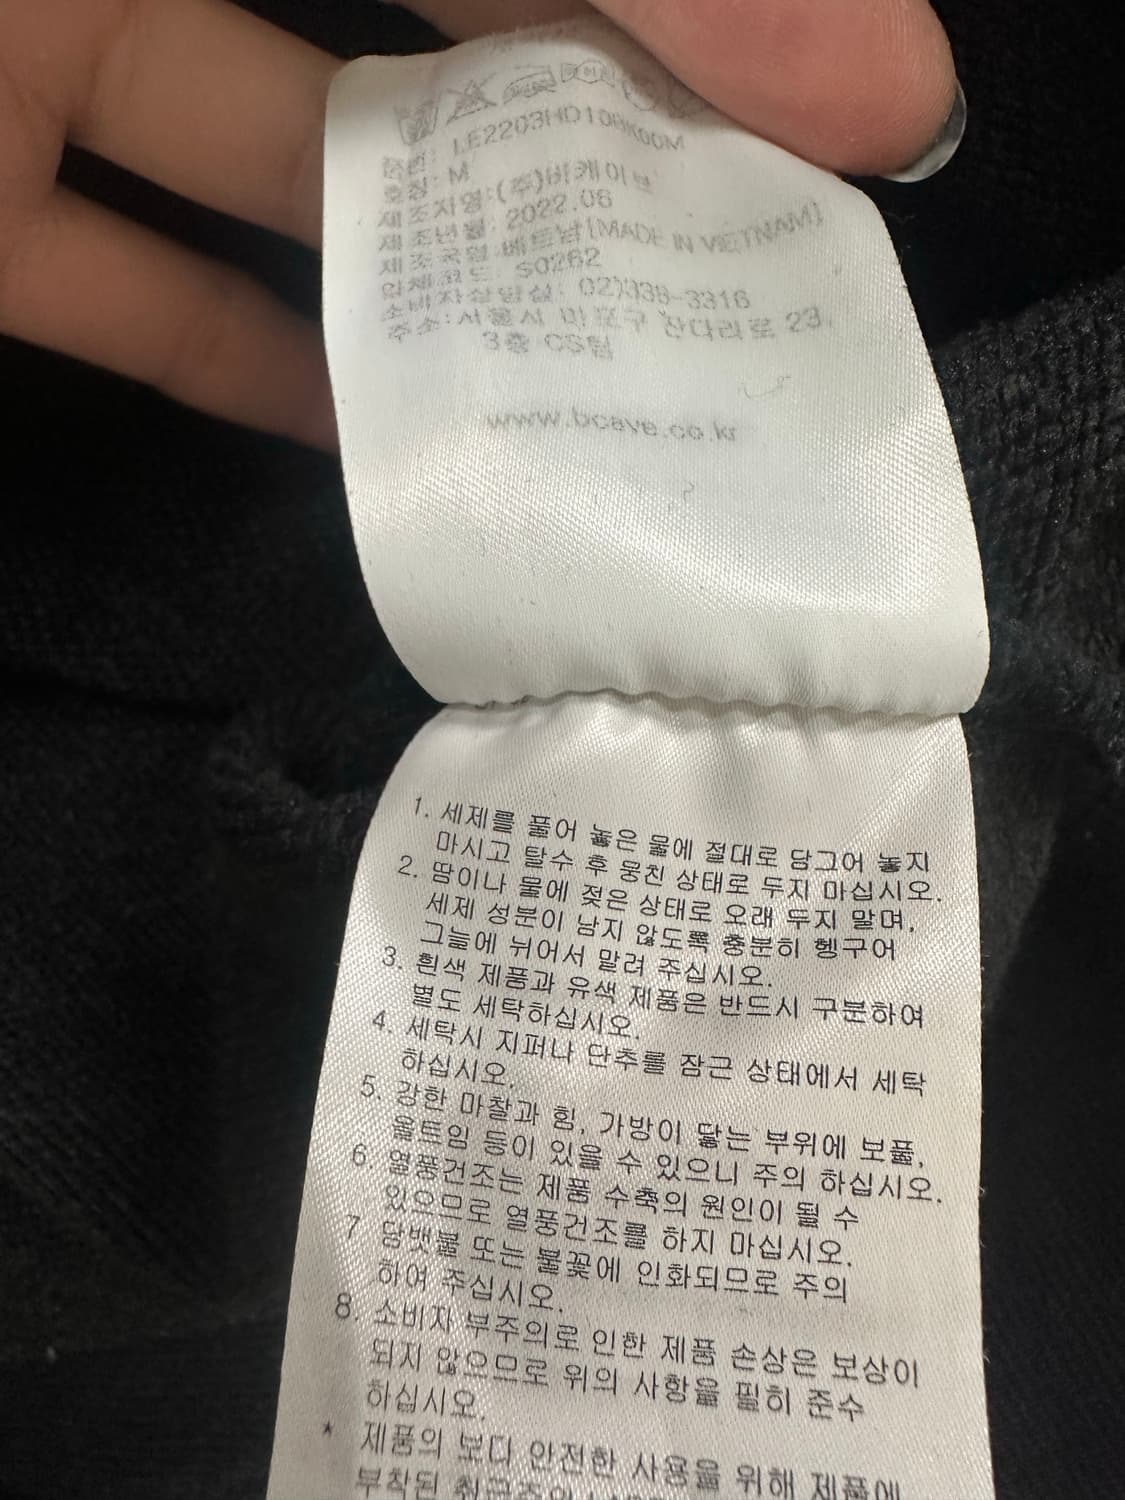 품번: LE2203HD10BK00M
호칭: M
제조자명:(주)비케이브
제조년월: 2022.06
제조국명:베트남(MADE IN VIETNAM)
업체코드: S0262
소비자상담실: 02)338-3316
주소:서울시 마포구 잔다리로 23,
3층 CS팀
www.bcave.co.kr
1. 세제를 풀어 놓은 물에 절대로 담그어 놓지
마시고 탈수 후 뭉친 상태로 두지 마십시오.
2. 땀이나 물에 젖은 상태로 오래 두지 말며,
세제 성분이 남지 않도록 충분히 헹구어
그늘에 뉘어서 말려 주십시오.
3. 흰색 제품과 유색 제품은 반드시 구분하여
별도 세탁하십시오.
4. 세탁시 지퍼나 단추를 잠근 상태에서 세탁
하십시오.
5. 강한 마찰과 힘, 가방이 닿는 부위에 보풀,
올트임 등이 있을 수 있으니 주의 하십시오.
6. 열풍건조는 제품 수축의 원인이 될 수
있으므로 열풍건조를 하지 마십시오.
7 담뱃불 또는 불꽃에 인화되므로 주의
하여 주십시오.
8. 소비자 부주의로 인한 제품 손상은 보상이
되지 않으므로 위의 사항을 필히 준수
하십시오.
* 제품의 보다 안전한 사용을 위해 제품에
부착된